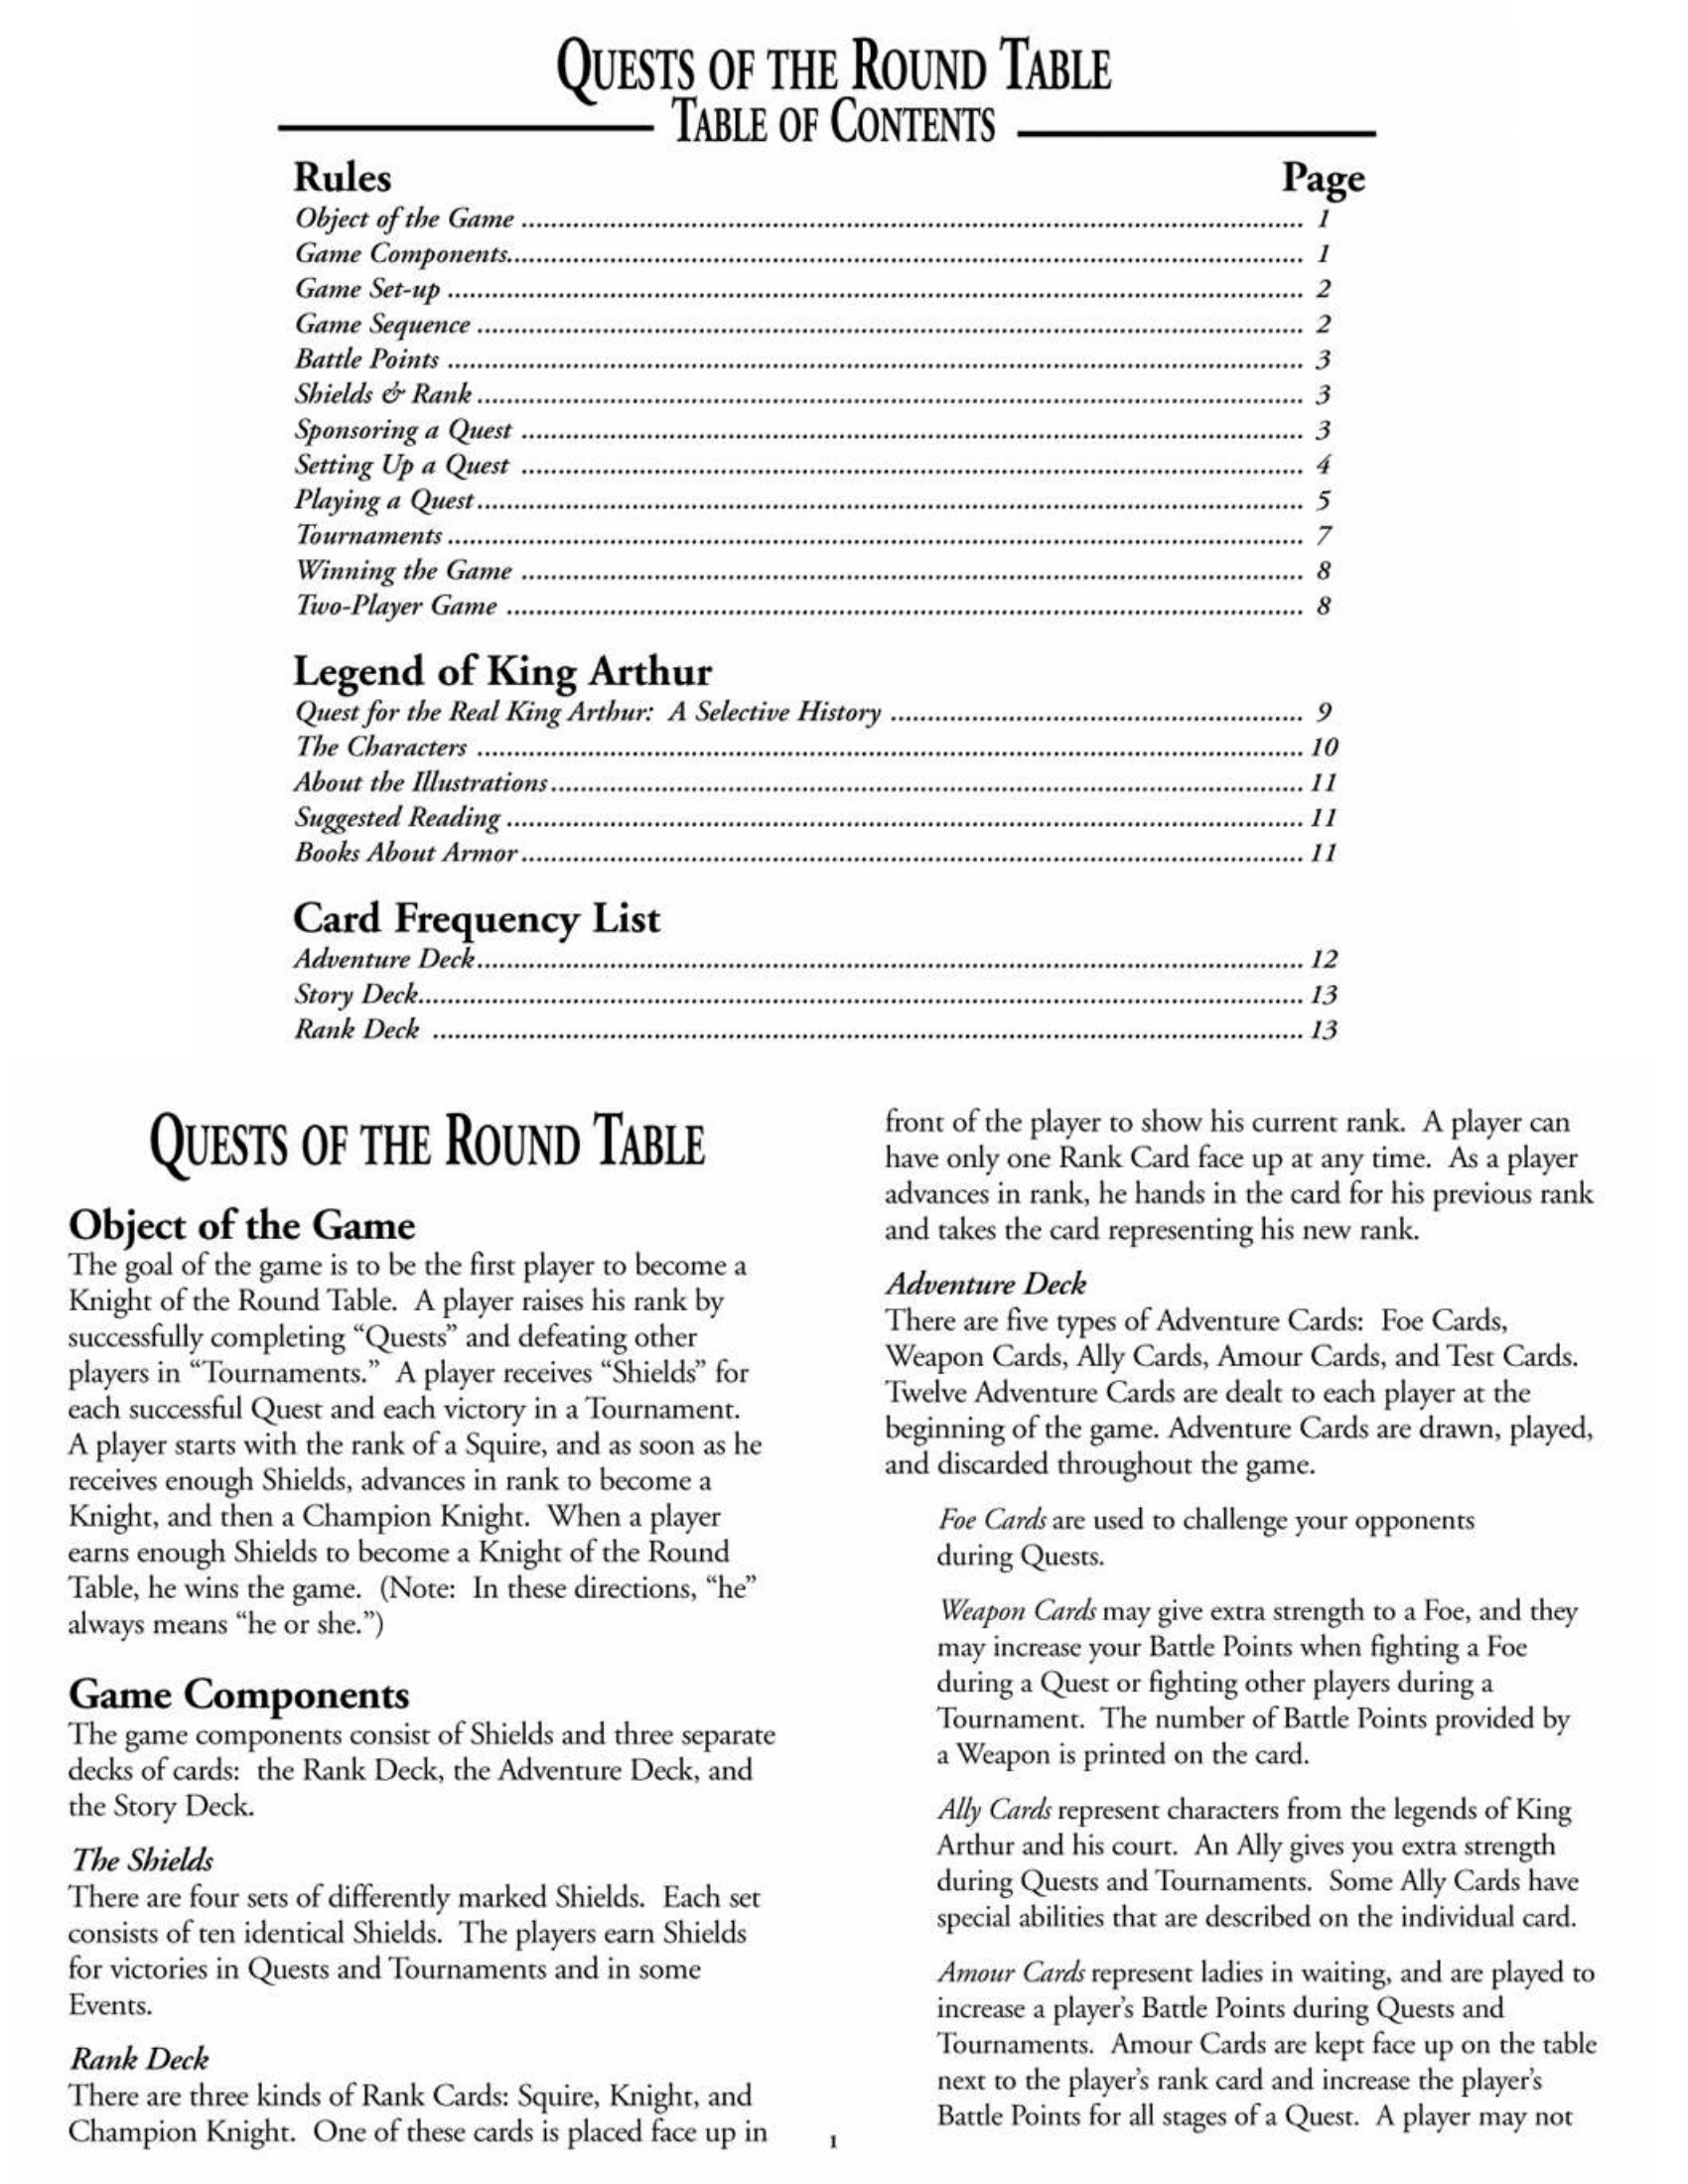 QUESTS OF THE ROUND TABLE
TABLE OF CONTENTS
Rules Page
Object of the Game ........ 1
Game Components........ 1
Game Set-up ........ 2
Game Sequence ........ 2
Battle Points ........ 3
Shields & Rank ........ 3
Sponsoring a Quest ........ 3
Setting Up a Quest ........ 4
Playing a Quest ........ 5
Tournaments ........ 7
Winning the Game ........ 8
Two-Player Game ........ 8
Legend of King Arthur
Quest for the Real King Arthur: A Selective History ........ 9
The Characters ........ 10
About the Illustrations ........ 11
Suggested Reading ........ 11
Books About Armor ........ 11
Card Frequency List
Adventure Deck ........ 12
Story Deck ........ 13
Rank Deck ........ 13
QUESTS OF THE ROUND TABLE
Object of the Game
The goal of the game is to be the first player to become a
Knight of the Round Table. A player raises his rank by
successfully completing “Quests” and defeating other
players in “Tournaments.” A player receives “Shields” for
each successful Quest and each victory in a Tournament.
A player starts with the rank of a Squire, and as soon as he
receives enough Shields, advances in rank to become a
Knight, and then a Champion Knight. When a player
earns enough Shields to become a Knight of the Round
Table, he wins the game. (Note: In these directions, “he”
always means “he or she.”)
Game Components
The game components consist of Shields and three separate
decks of cards: the Rank Deck, the Adventure Deck, and
the Story Deck.
The Shields
There are four sets of differently marked Shields. Each set
consists of ten identical Shields. The players earn Shields
for victories in Quests and Tournaments and in some
Events.
Rank Deck
There are three kinds of Rank Cards: Squire, Knight, and
Champion Knight. One of these cards is placed face up in
front of the player to show his current rank. A player can
have only one Rank Card face up at any time. As a player
advances in rank, he hands in the card for his previous rank
and takes the card representing his new rank.
Adventure Deck
There are five types of Adventure Cards: Foe Cards,
Weapon Cards, Ally Cards, Amour Cards, and Test Cards.
Twelve Adventure Cards are dealt to each player at the
beginning of the game. Adventure Cards are drawn, played,
and discarded throughout the game.
Foe Cards are used to challenge your opponents
during Quests.
Weapon Cards may give extra strength to a Foe, and they
may increase your Battle Points when fighting a Foe
during a Quest or fighting other players during a
Tournament. The number of Battle Points provided by
a Weapon is printed on the card.
Ally Cards represent characters from the legends of King
Arthur and his court. An Ally gives you extra strength
during Quests and Tournaments. Some Ally Cards have
special abilities that are described on the individual card.
Amour Cards represent ladies in waiting, and are played to
increase a player’s Battle Points during Quests and
Tournaments. Amour Cards are kept face up on the table
next to the player’s rank card and increase the player’s
Battle Points for all stages of a Quest. A player may not
1